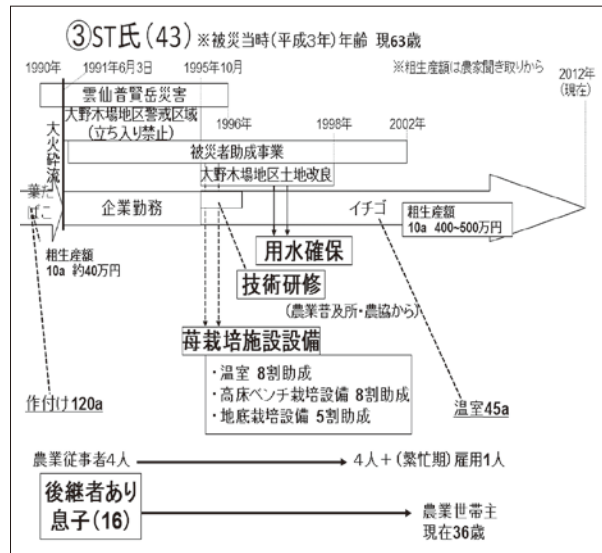 ③ST氏(43) ※被災当時(平成3年)年齢 現63歳
1990年
1991年6月3日
1995年10月
※粗生産額は農家聞き取りから
2012年
(現在)
雲仙普賢岳災害
大野木場地区警戒区域
(立ち入り禁止)
1996年
1998年
2002年
大火砕流
被災者助成事業
大野木場地区土地改良
葉たばこ
企業勤務
イチゴ
粗生産額
10a 400~500万円
粗生産額
10a 約40万円
用水確保
技術研修
(農業普及所・農協から)
苺栽培施設設備
・温室 8割助成
・高床ベンチ栽培設備 8割助成
・地底栽培設備 5割助成
作付け120a
温室45a
農業従事者4人
4人+(繁忙期)雇用1人
後継者あり
息子(16)
農業世帯主
現在36歳